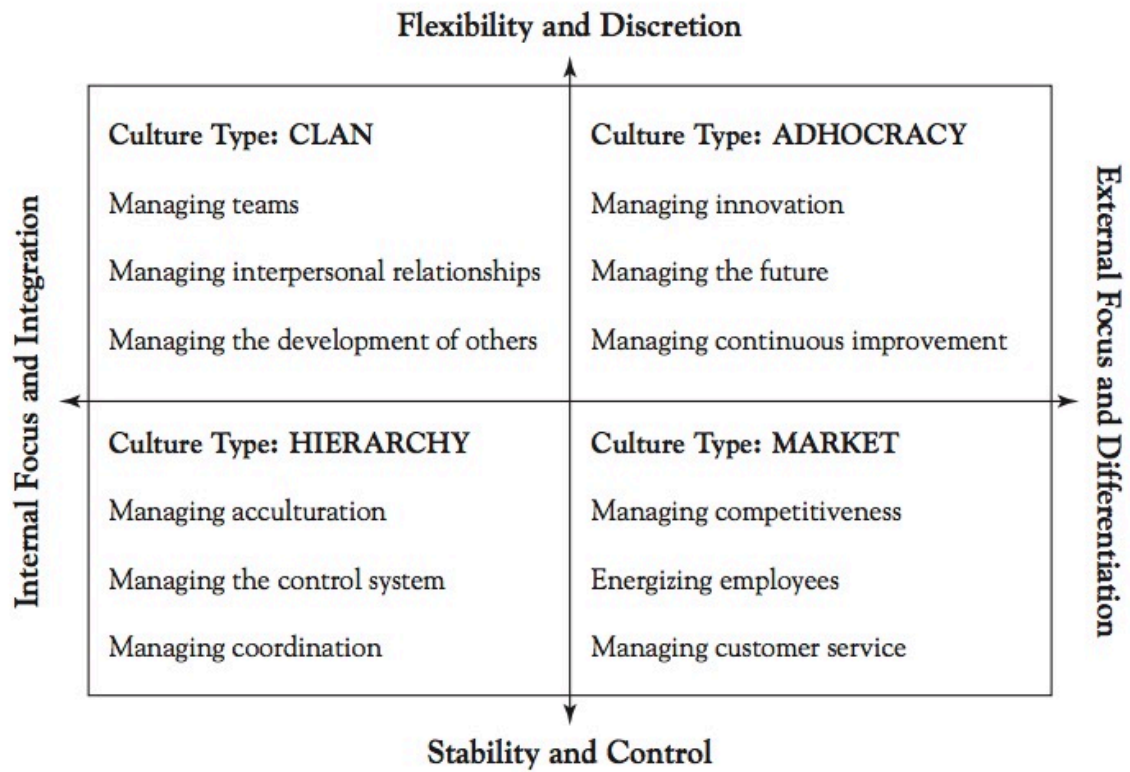 Flexibility and Discretion
Internal Focus and Integration
Culture Type: CLAN
Managing teams
Managing interpersonal relationships
Managing the development of others
Culture Type: ADHOCRACY
Managing innovation
Managing the future
Managing continuous improvement
Culture Type: HIERARCHY
Managing acculturation
Managing the control system
Managing coordination
Culture Type: MARKET
Managing competitiveness
Energizing employees
Managing customer service
External Focus and Differentiation
Stability and Control